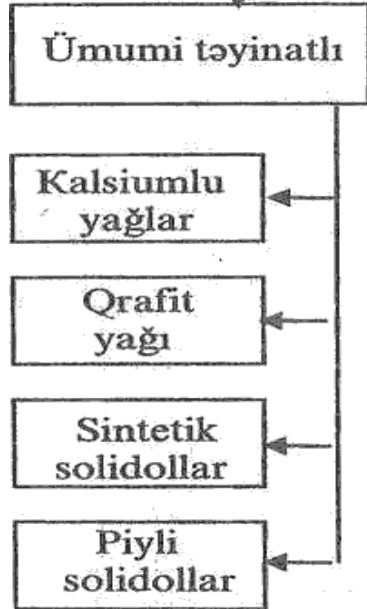 Ümumi təyinatlı
Kalsiumlu
yağlar
Qrafit
yağı
Sintetik
solidollar
Piyli
solidollar